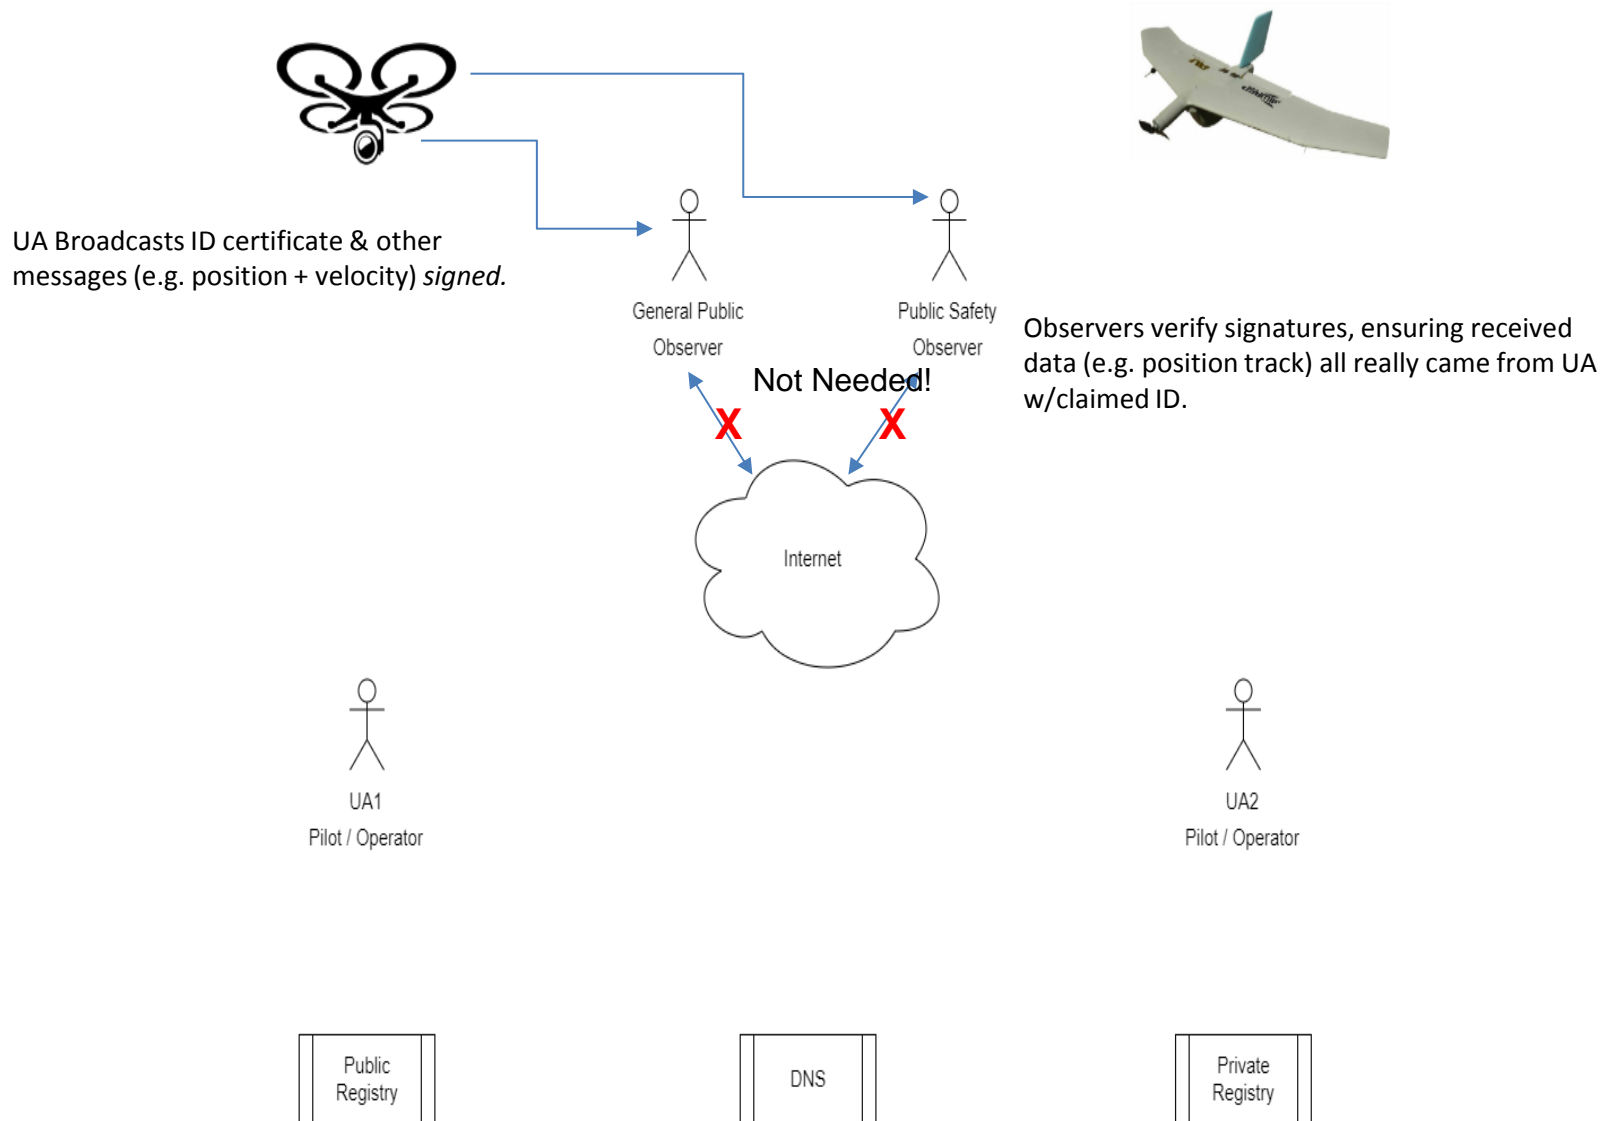 UA Broadcasts ID certificate & other
messages (e.g. position + velocity) signed.
General Public
Observer
Public Safety
Observer
Observers verify signatures, ensuring received
data (e.g. position track) all really came from UA
w/claimed ID.
Not Needed!
X
X
Internet
UA1
Pilot / Operator
UA2
Pilot / Operator
Public
Registry
DNS
Private
Registry